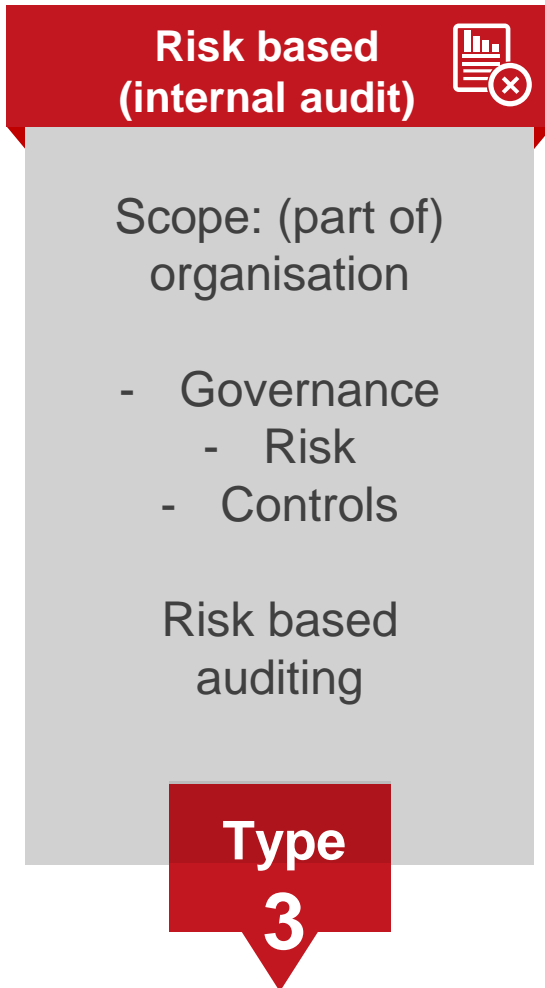 Risk based
(internal audit)
Scope: (part of)
organisation
- Governance
- Risk
- Controls
Risk based
auditing
Type
3